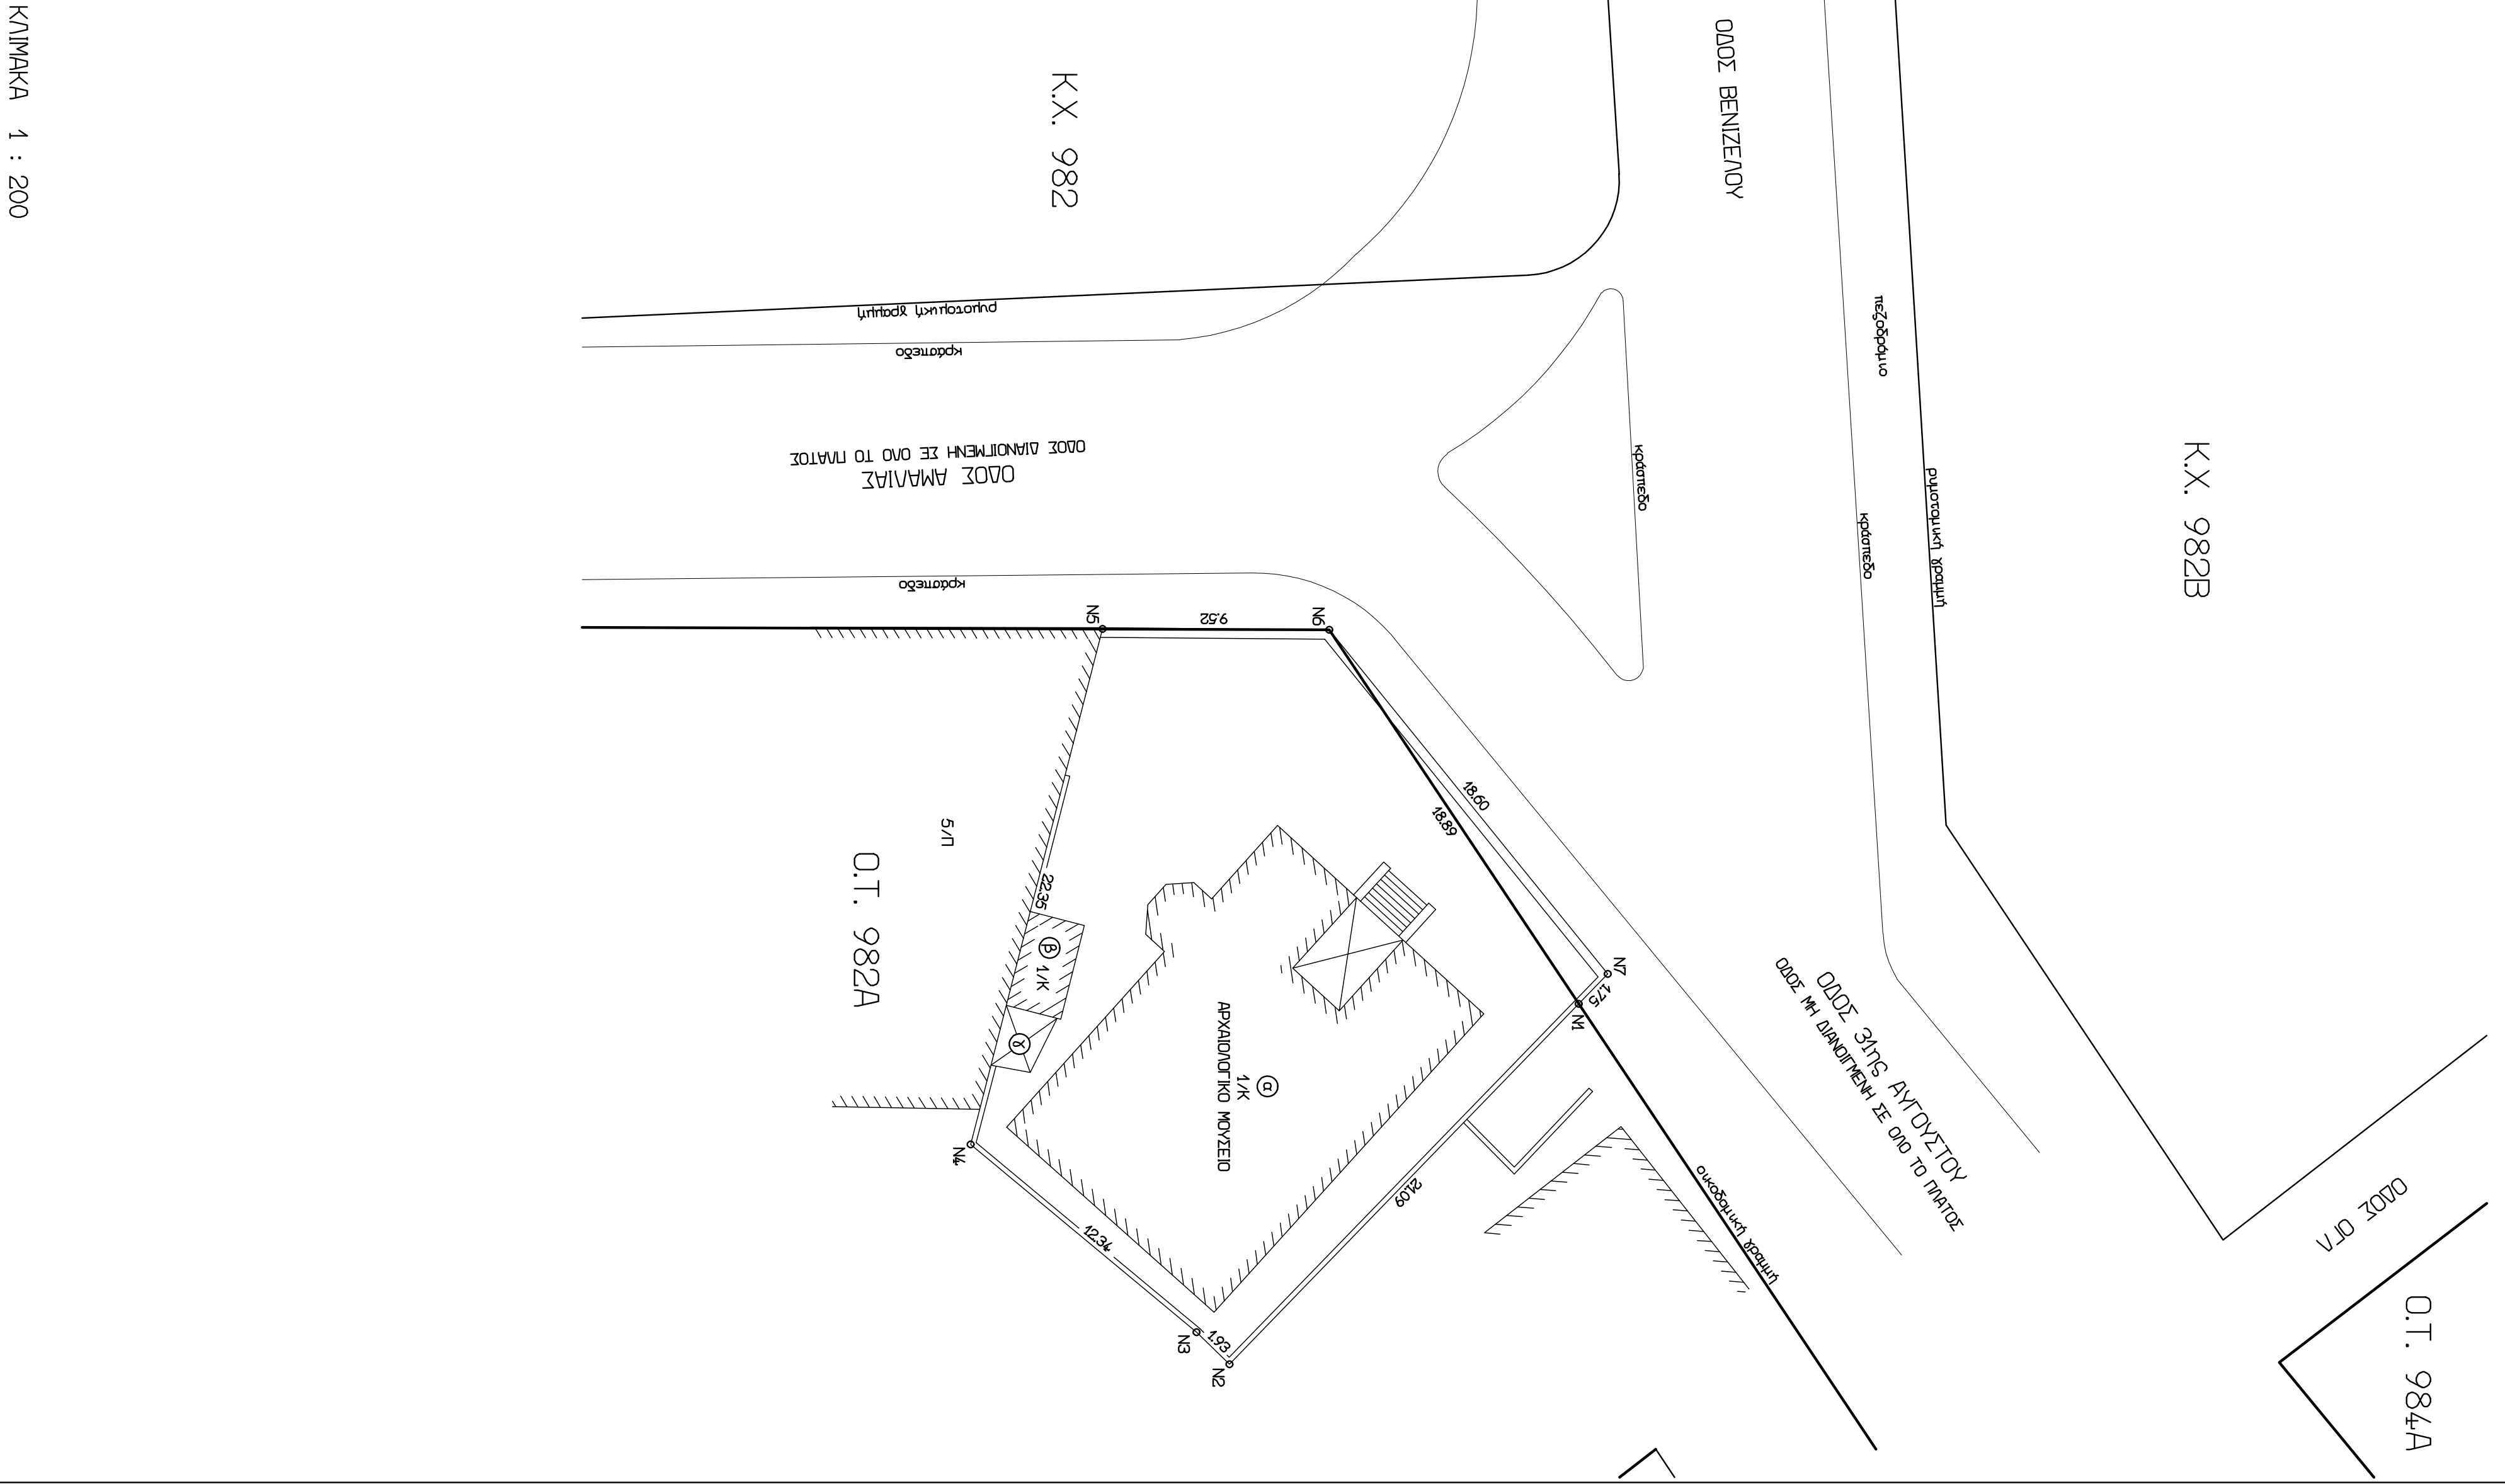 ΚΛΙΜΑΚΑ 1 : 200
Κ.Χ. 982
ΟΔΟΣ ΒΕΝΙΖΕΛΟΥ
ρυμοτομική γραμμή
κράσπεδο
πεζοδρόμιο
ΟΔΟΣ ΔΙΑΝΟΙΓΜΕΝΗ ΣΕ ΟΛΟ ΤΟ ΠΛΑΤΟΣ
ΟΔΟΣ ΑΜΑΛΙΑΣ
κράσπεδο
κράσπεδο
ρυμοτομική γραμμή
Κ.Χ. 982Β
κράσπεδο
N5
9.52
N6
18.60
18.89
5/Π
Ο.Τ. 982Α
22.35
β
1/Κ
γ
N7
1.75
N1
ΑΡΧΑΙΟΛΟΓΙΚΟ ΜΟΥΣΕΙΟ
1/Κ
α
ΟΔΟΣ 31ης ΑΥΓΟΥΣΤΟΥ
ΟΔΟΣ ΜΗ ΔΙΑΝΟΙΓΜΕΝΗ ΣΕ ΟΛΟ ΤΟ ΠΛΑΤΟΣ
N4
12.34
21.09
οικοδομική γραμμή
N3
1.93
N2
ΟΔΟΣ ΟΓΛ
Ο.Τ. 984Α